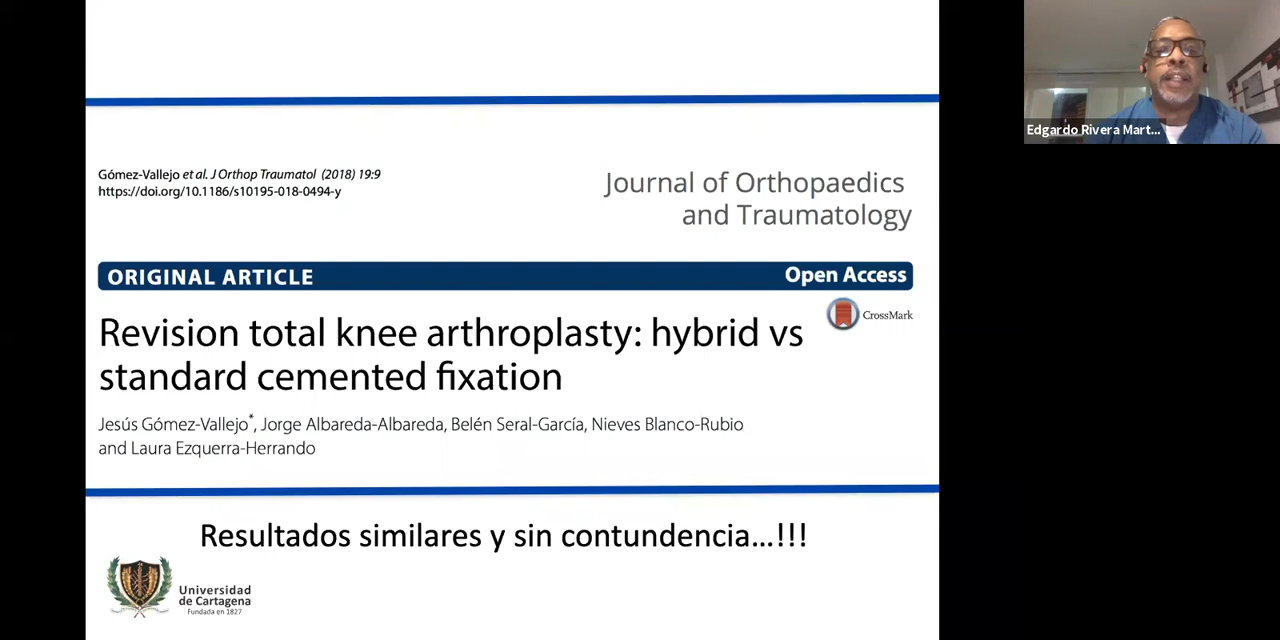 Gómez-Vallejo et al. J Orthop Traumatol (2018) 19:9
https://doi.org/10.1186/s10195-018-0494-y
Journal of Orthopaedics
and Traumatology
ORIGINAL ARTICLE
Open Access
CrossMark
Revision total knee arthroplasty: hybrid vs
standard cemented fixation
Jesús Gómez-Vallejo*, Jorge Albareda-Albareda, Belén Seral-García, Nieves Blanco-Rubio
and Laura Ezquerra-Herrando
Resultados similares y sin contundencia...!!!
Universidad
de Cartagena
Fundada en 1827
Edgardo Rivera Mart...